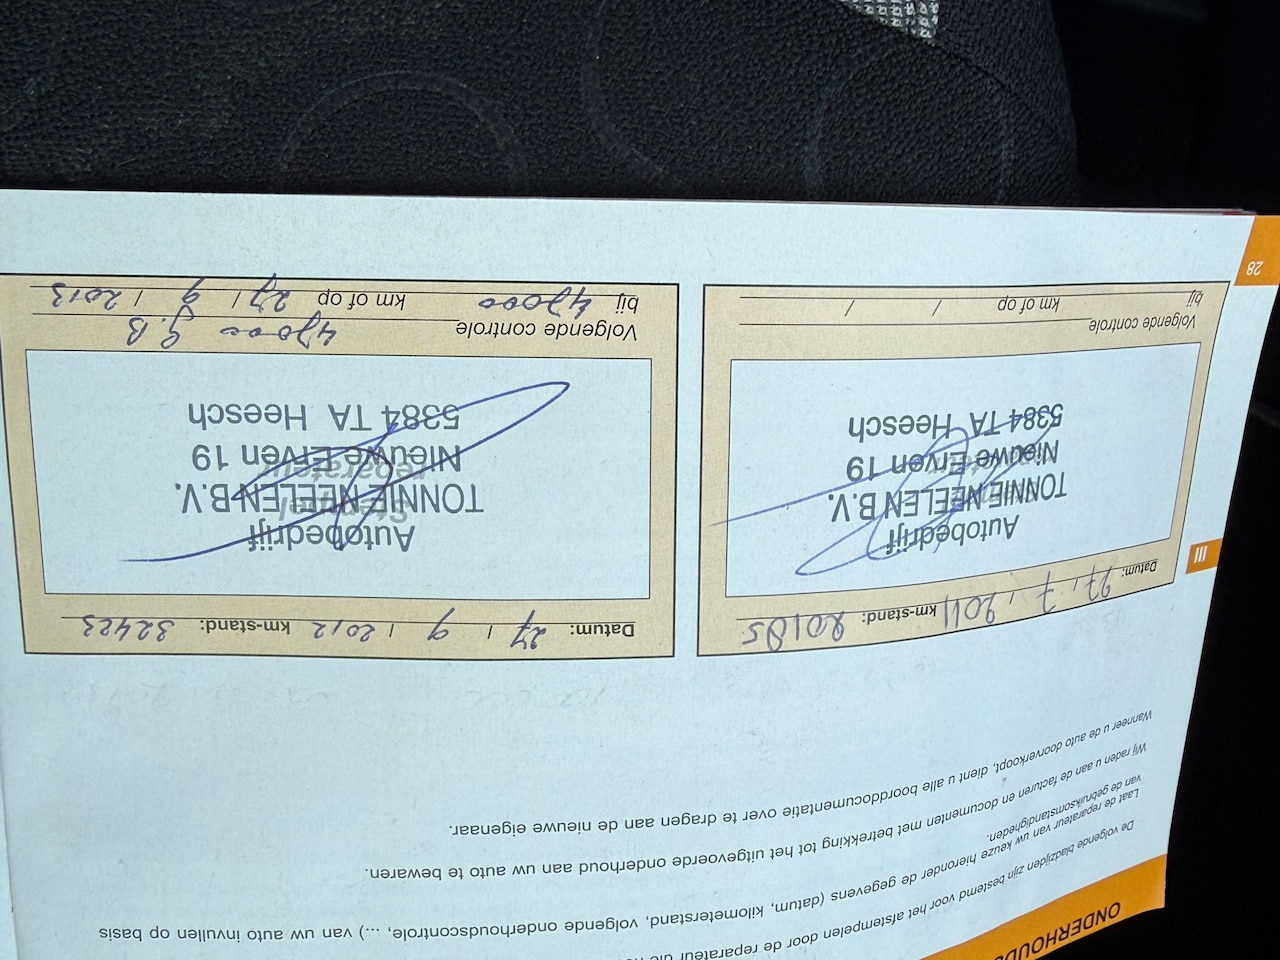 ONDERHOUDS
De volgende bladzijden zijn bestemd voor het afstempelen door de reparateur die
Laat de reparateur van uw keuze hieronder de gegevens (datum, kilometerstand, volgende onderhoudscontrole, ...) van uw auto invullen op basis
van de gebruiksomstandigheden.
Wij raden u aan de facturen en documenten met betrekking tot het uitgevoerde onderhoud aan uw auto te bewaren.
Wanneer u de auto doorverkoopt, dient u alle boorddocumentatie over te dragen aan de nieuwe eigenaar.
III
Datum: 27 / 7 / 2011 km-stand: 20185
Autobedrijf
TONNIE NEELEN B.V.
Nieuwe Erven 19
5384 TA Heesch
Volgende controle
bij km of op / /
Datum: 27 / 9 / 2012 km-stand: 32423
Stempel
reparateur
Autobedrijf
TONNIE NEELEN B.V.
Nieuwe Erven 19
5384 TA Heesch
Volgende controle 47000 G.B
bij 47000 km of op 27 / 9 / 2013
28